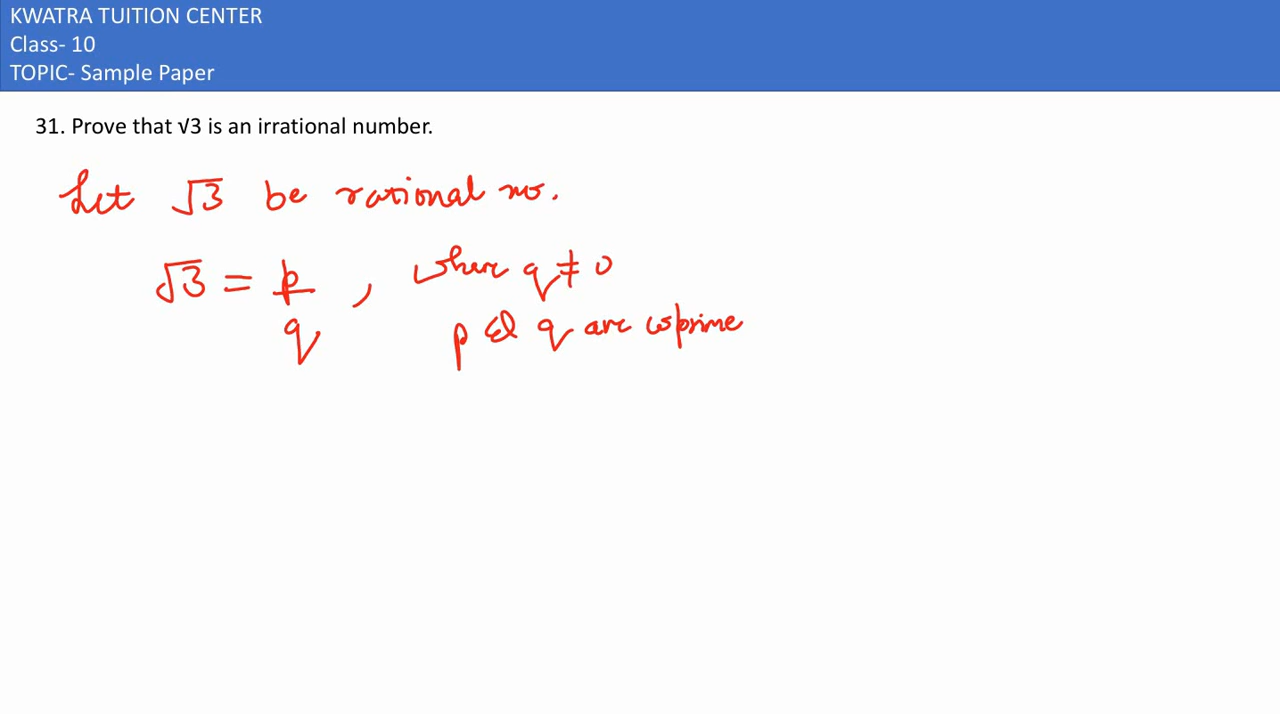 KWATRA TUITION CENTER
Class- 10
TOPIC- Sample Paper
31. Prove that √3 is an irrational number.
Let √3 be rational no.
√3 = p/q , where q ≠ 0
p & q are coprime